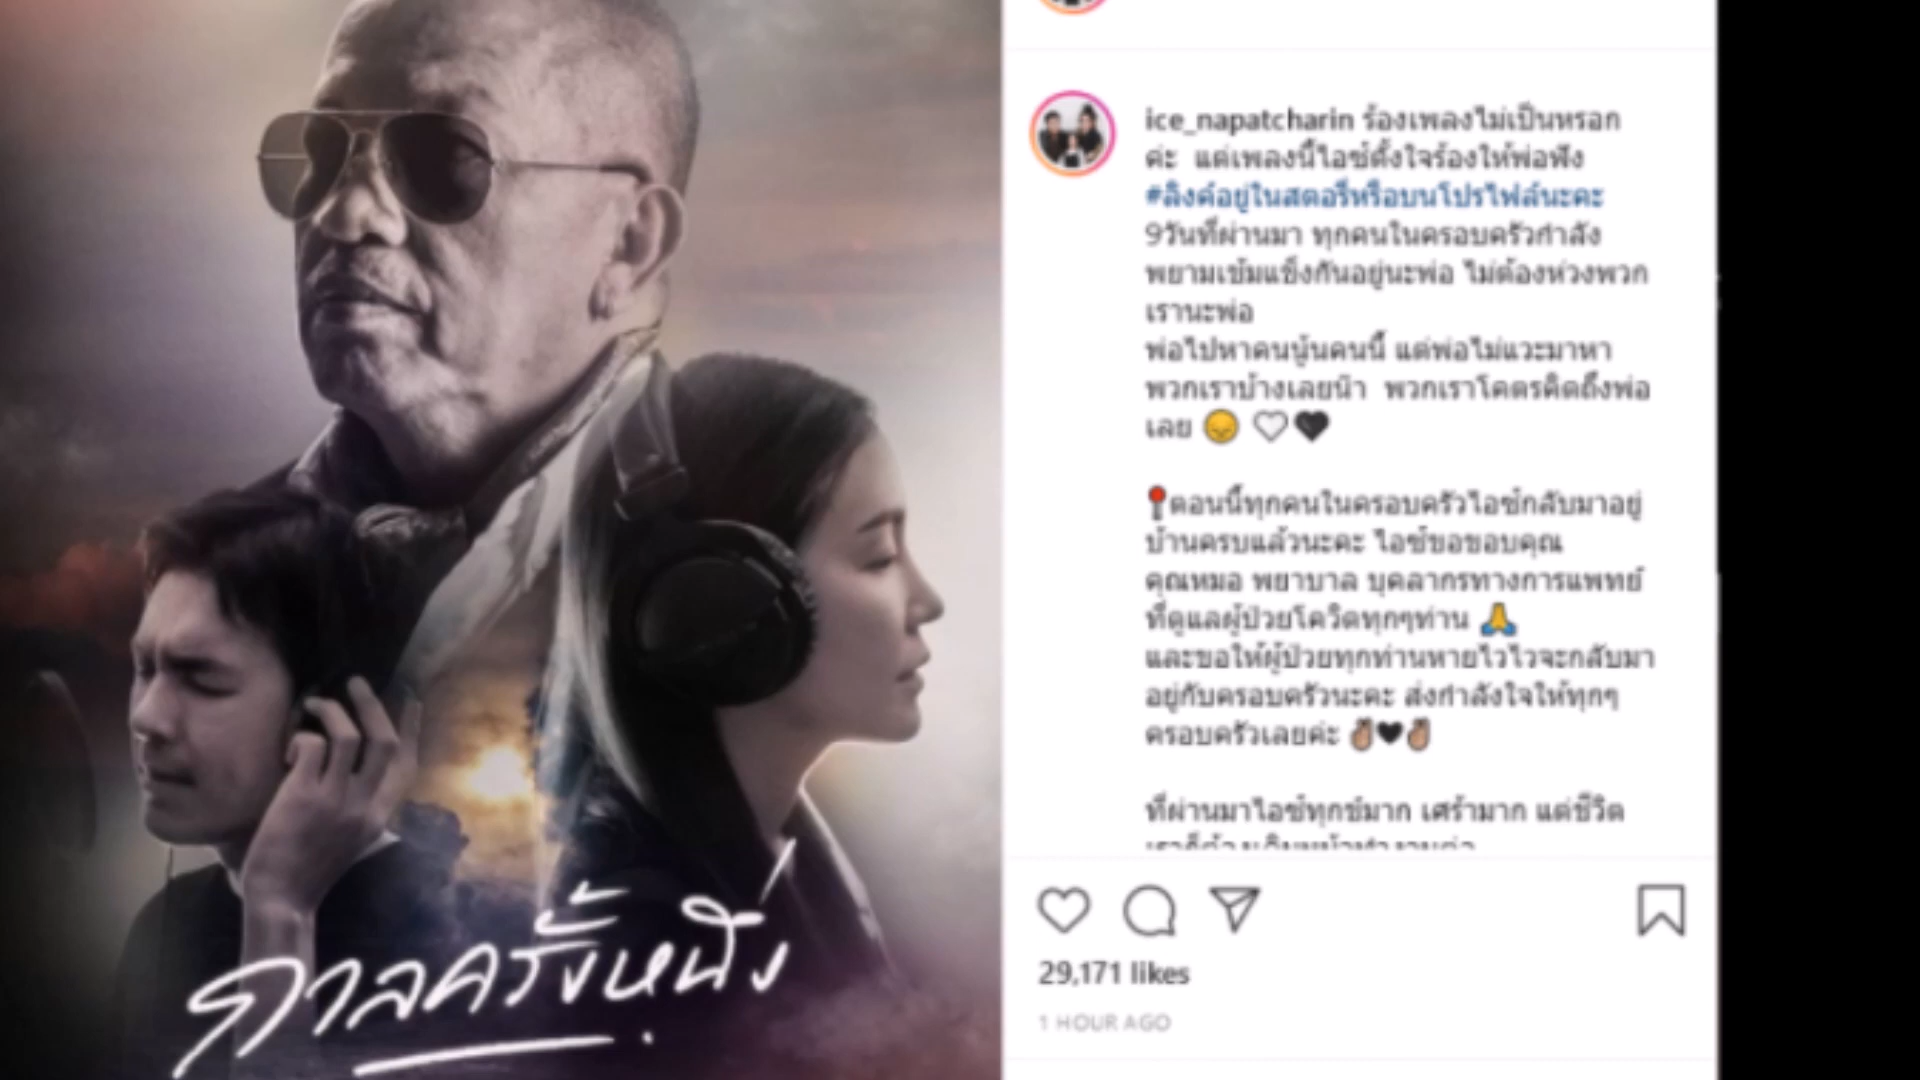 กาลครั้งหนึ่ง
ice_napatcharin ร้องเพลงไม่เป็นหรอก
ค่ะ แต่เพลงนี้ไอซ์ตั้งใจร้องให้พ่อฟัง
#ลิงค์อยู่ในสตอรี่หรือบนโปรไฟล์นะคะ
9วันที่ผ่านมา ทุกคนในครอบครัวกำลัง
พยามเข้มแข็งกันอยู่นะพ่อ ไม่ต้องห่วงพวก
เรานะพ่อ
พ่อไปหาคนนู้นคนนี้ แต่พ่อไม่แวะมาหา
พวกเราบ้างเลยน๊า พวกเราโคตรคิดถึงพ่อ
เลย 😞 🤍🖤
📍ตอนนี้ทุกคนในครอบครัวไอซ์กลับมาอยู่
บ้านครบแล้วนะคะ ไอซ์ขอขอบคุณ
คุณหมอ พยาบาล บุคลากรทางการแพทย์
ที่ดูแลผู้ป่วยโควิดทุกๆท่าน 🙏
และขอให้ผู้ป่วยทุกท่านหายไวไวจะกลับมา
อยู่กับครอบครัวนะคะ ส่งกำลังใจให้ทุกๆ
ครอบครัวเลยค่ะ ✌🏼🖤✌🏼
ที่ผ่านมาไอซ์ทุกข์มาก เศร้ามาก แต่ชีวิต
29,171 likes
1 HOUR AGO